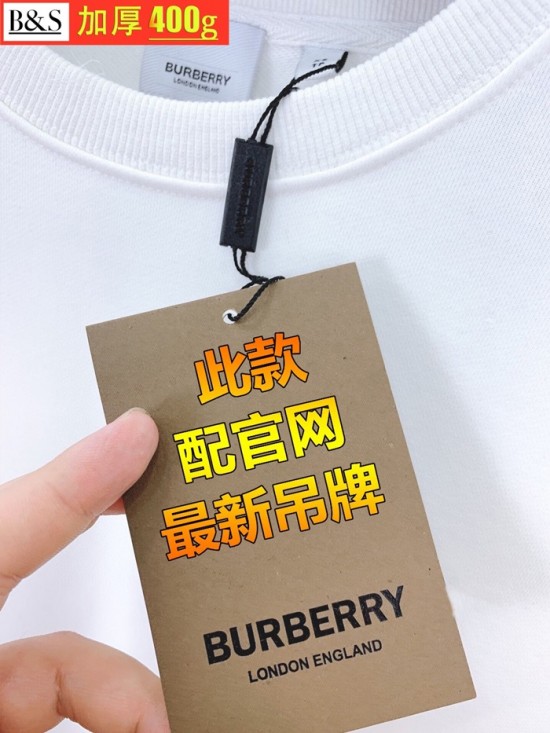 B&S 加厚 400g
BURBERRY
LONDON ENGLAND
此款
配官网
最新吊牌
BURBERRY
LONDON ENGLAND